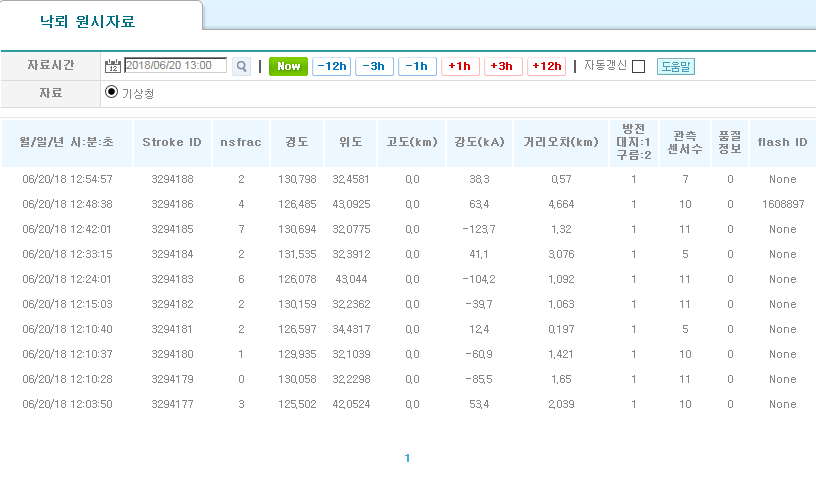 낙뢰 원시자료
자료시간 2018/06/20 13:00 | Now -12h -3h -1h +1h +3h +12h | 자동갱신 도움말
자료 기상청
월/일/년 시:분:초 Stroke ID nsfrac 경도 위도 고도(km) 강도(kA) 거리오차(km) 방전 대지:1 구름:2 관측 센서수 품질 정보 flash ID
06/20/18 12:54:57 3294188 2 130.798 32.4581 0.0 38.3 0.57 1 7 0 None
06/20/18 12:48:38 3294186 4 126.485 43.0925 0.0 63.4 4.664 1 10 0 1608897
06/20/18 12:42:01 3294185 7 130.694 32.0775 0.0 -123.7 1.32 1 11 0 None
06/20/18 12:33:15 3294184 2 131.535 32.3912 0.0 41.1 3.076 1 5 0 None
06/20/18 12:24:01 3294183 6 126.078 43.044 0.0 -104.2 1.092 1 11 0 None
06/20/18 12:15:03 3294182 2 130.159 32.2362 0.0 -39.7 1.063 1 11 0 None
06/20/18 12:10:40 3294181 2 126.597 34.4317 0.0 12.4 0.197 1 5 0 None
06/20/18 12:10:37 3294180 1 129.935 32.1039 0.0 -60.9 1.421 1 10 0 None
06/20/18 12:10:28 3294179 0 130.058 32.2298 0.0 -85.5 1.65 1 11 0 None
06/20/18 12:03:50 3294177 3 125.502 42.0524 0.0 53.4 2.039 1 10 0 None
1